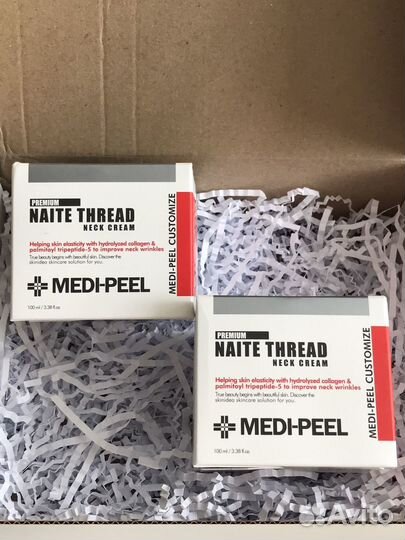 PREMIUM
NAITE THREAD
NECK CREAM
Helping skin elasticity with hydrolyzed collagen &
palmitoyl tripeptide-5 to improve neck wrinkles
True beauty begins with beautiful skin. Discover the
skinidea skincare solution for you.
MEDI-PEEL
100 ml / 3.38 fl.oz.
MEDI-PEEL CUSTOMIZE
PREMIUM
NAITE THREAD
NECK CREAM
Helping skin elasticity with hydrolyzed collagen &
palmitoyl tripeptide-5 to improve neck wrinkles
True beauty begins with beautiful skin. Discover the
skinidea skincare solution for you.
MEDI-PEEL
100 ml / 3.38 fl.oz.
MEDI-PEEL CUSTOMIZE
Avito